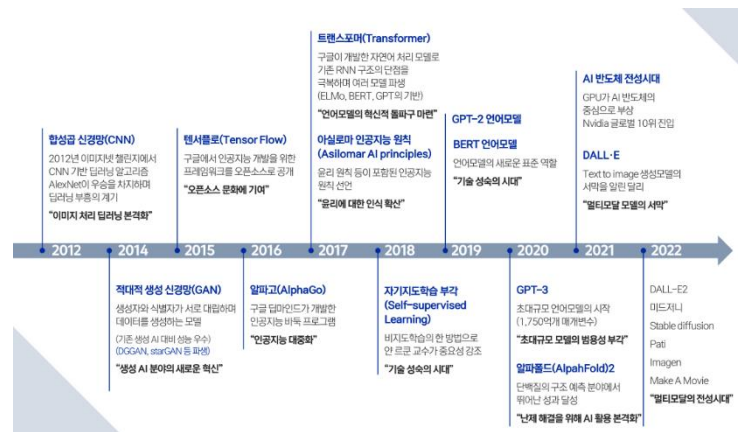 트랜스포머(Transformer)
구글이 개발한 자연어 처리 모델로
기존 RNN 구조의 단점을
극복하며 여러 모델 파생
(ELMo, BERT, GPT의 기반)
"언어모델의 혁신적 돌파구 마련"
아실로마 인공지능 원칙
(Asilomar AI principles)
윤리 원칙 등이 포함된 인공지능
원칙 선언
"윤리에 대한 인식 확산"
합성곱 신경망(CNN)
2012년 이미지넷 챌린지에서
CNN 기반 딥러닝 알고리즘
AlexNet이 우승을 차지하며
딥러닝 부흥의 계기
"이미지 처리 딥러닝 본격화"
텐서플로(Tensor Flow)
구글에서 인공지능 개발을 위한
프레임워크를 오픈소스로 공개
"오픈소스 문화에 기여"
GPT-2 언어모델
BERT 언어모델
언어모델의 새로운 표준 역할
"기술 성숙의 시대"
AI 반도체 전성시대
GPU가 AI 반도체의
중심으로 부상
Nvidia 글로벌 10위 진입
DALL·E
Text to image 생성모델의
서막을 알린 달리
"멀티모달 모델의 서막"
2012 2014 2015 2016 2017 2018 2019 2020 2021 2022
적대적 생성 신경망(GAN)
생성자와 식별자가 서로 대립하며
데이터를 생성하는 모델
(기존 생성 AI 대비 성능 우수)
(DGGAN, starGAN 등 파생)
"생성 AI 분야의 새로운 혁신"
알파고(AlphaGo)
구글 딥마인드가 개발한
인공지능 바둑 프로그램
"인공지능 대중화"
자기지도학습 부각
(Self-supervised
Learning)
비지도학습의 한 방법으로
얀 르쿤 교수가 중요성 강조
"기술 성숙의 시대"
GPT-3
초대규모 언어모델의 시작
(1,750억개 매개변수)
"초대규모 모델의 범용성 부각"
알파폴드(AlpahFold)2
단백질의 구조 예측 분야에서
뛰어난 성과 달성
"난제 해결을 위해 AI 활용 본격화"
DALL-E2
미드저니
Stable diffusion
Pati
Imagen
Make A Movie
"멀티모달의 전성시대"